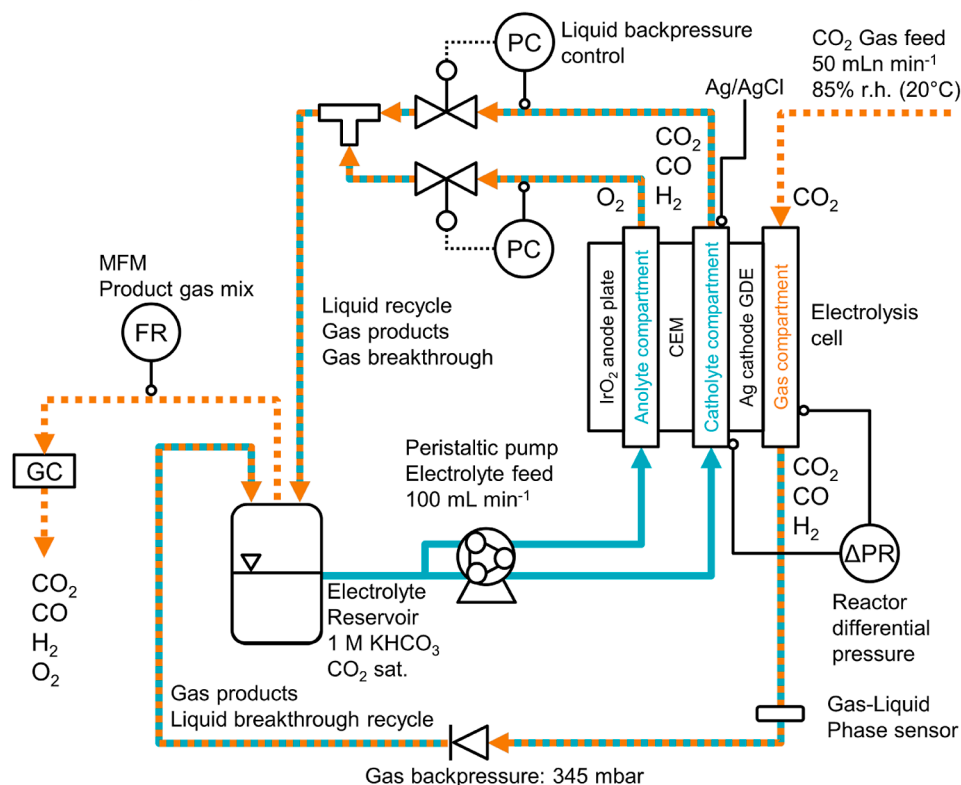 PC
Liquid backpressure
control
CO₂ Gas feed
50 mLn min⁻¹
85% r.h. (20°C)
Ag/AgCl
CO₂
CO
H₂
O₂
CO₂
PC
MFM
Product gas mix
FR
Liquid recycle
Gas products
Gas breakthrough
IrO₂ anode plate
Anolyte compartment
CEM
Catholyte compartment
Ag cathode GDE
Gas compartment
Electrolysis
cell
GC
Peristaltic pump
Electrolyte feed
100 mL min⁻¹
CO₂
CO
H₂
ΔPR
Reactor
differential
pressure
CO₂
CO
H₂
O₂
Electrolyte
Reservoir
1 M KHCO₃
CO₂ sat.
Gas products
Liquid breakthrough recycle
Gas-Liquid
Phase sensor
Gas backpressure: 345 mbar